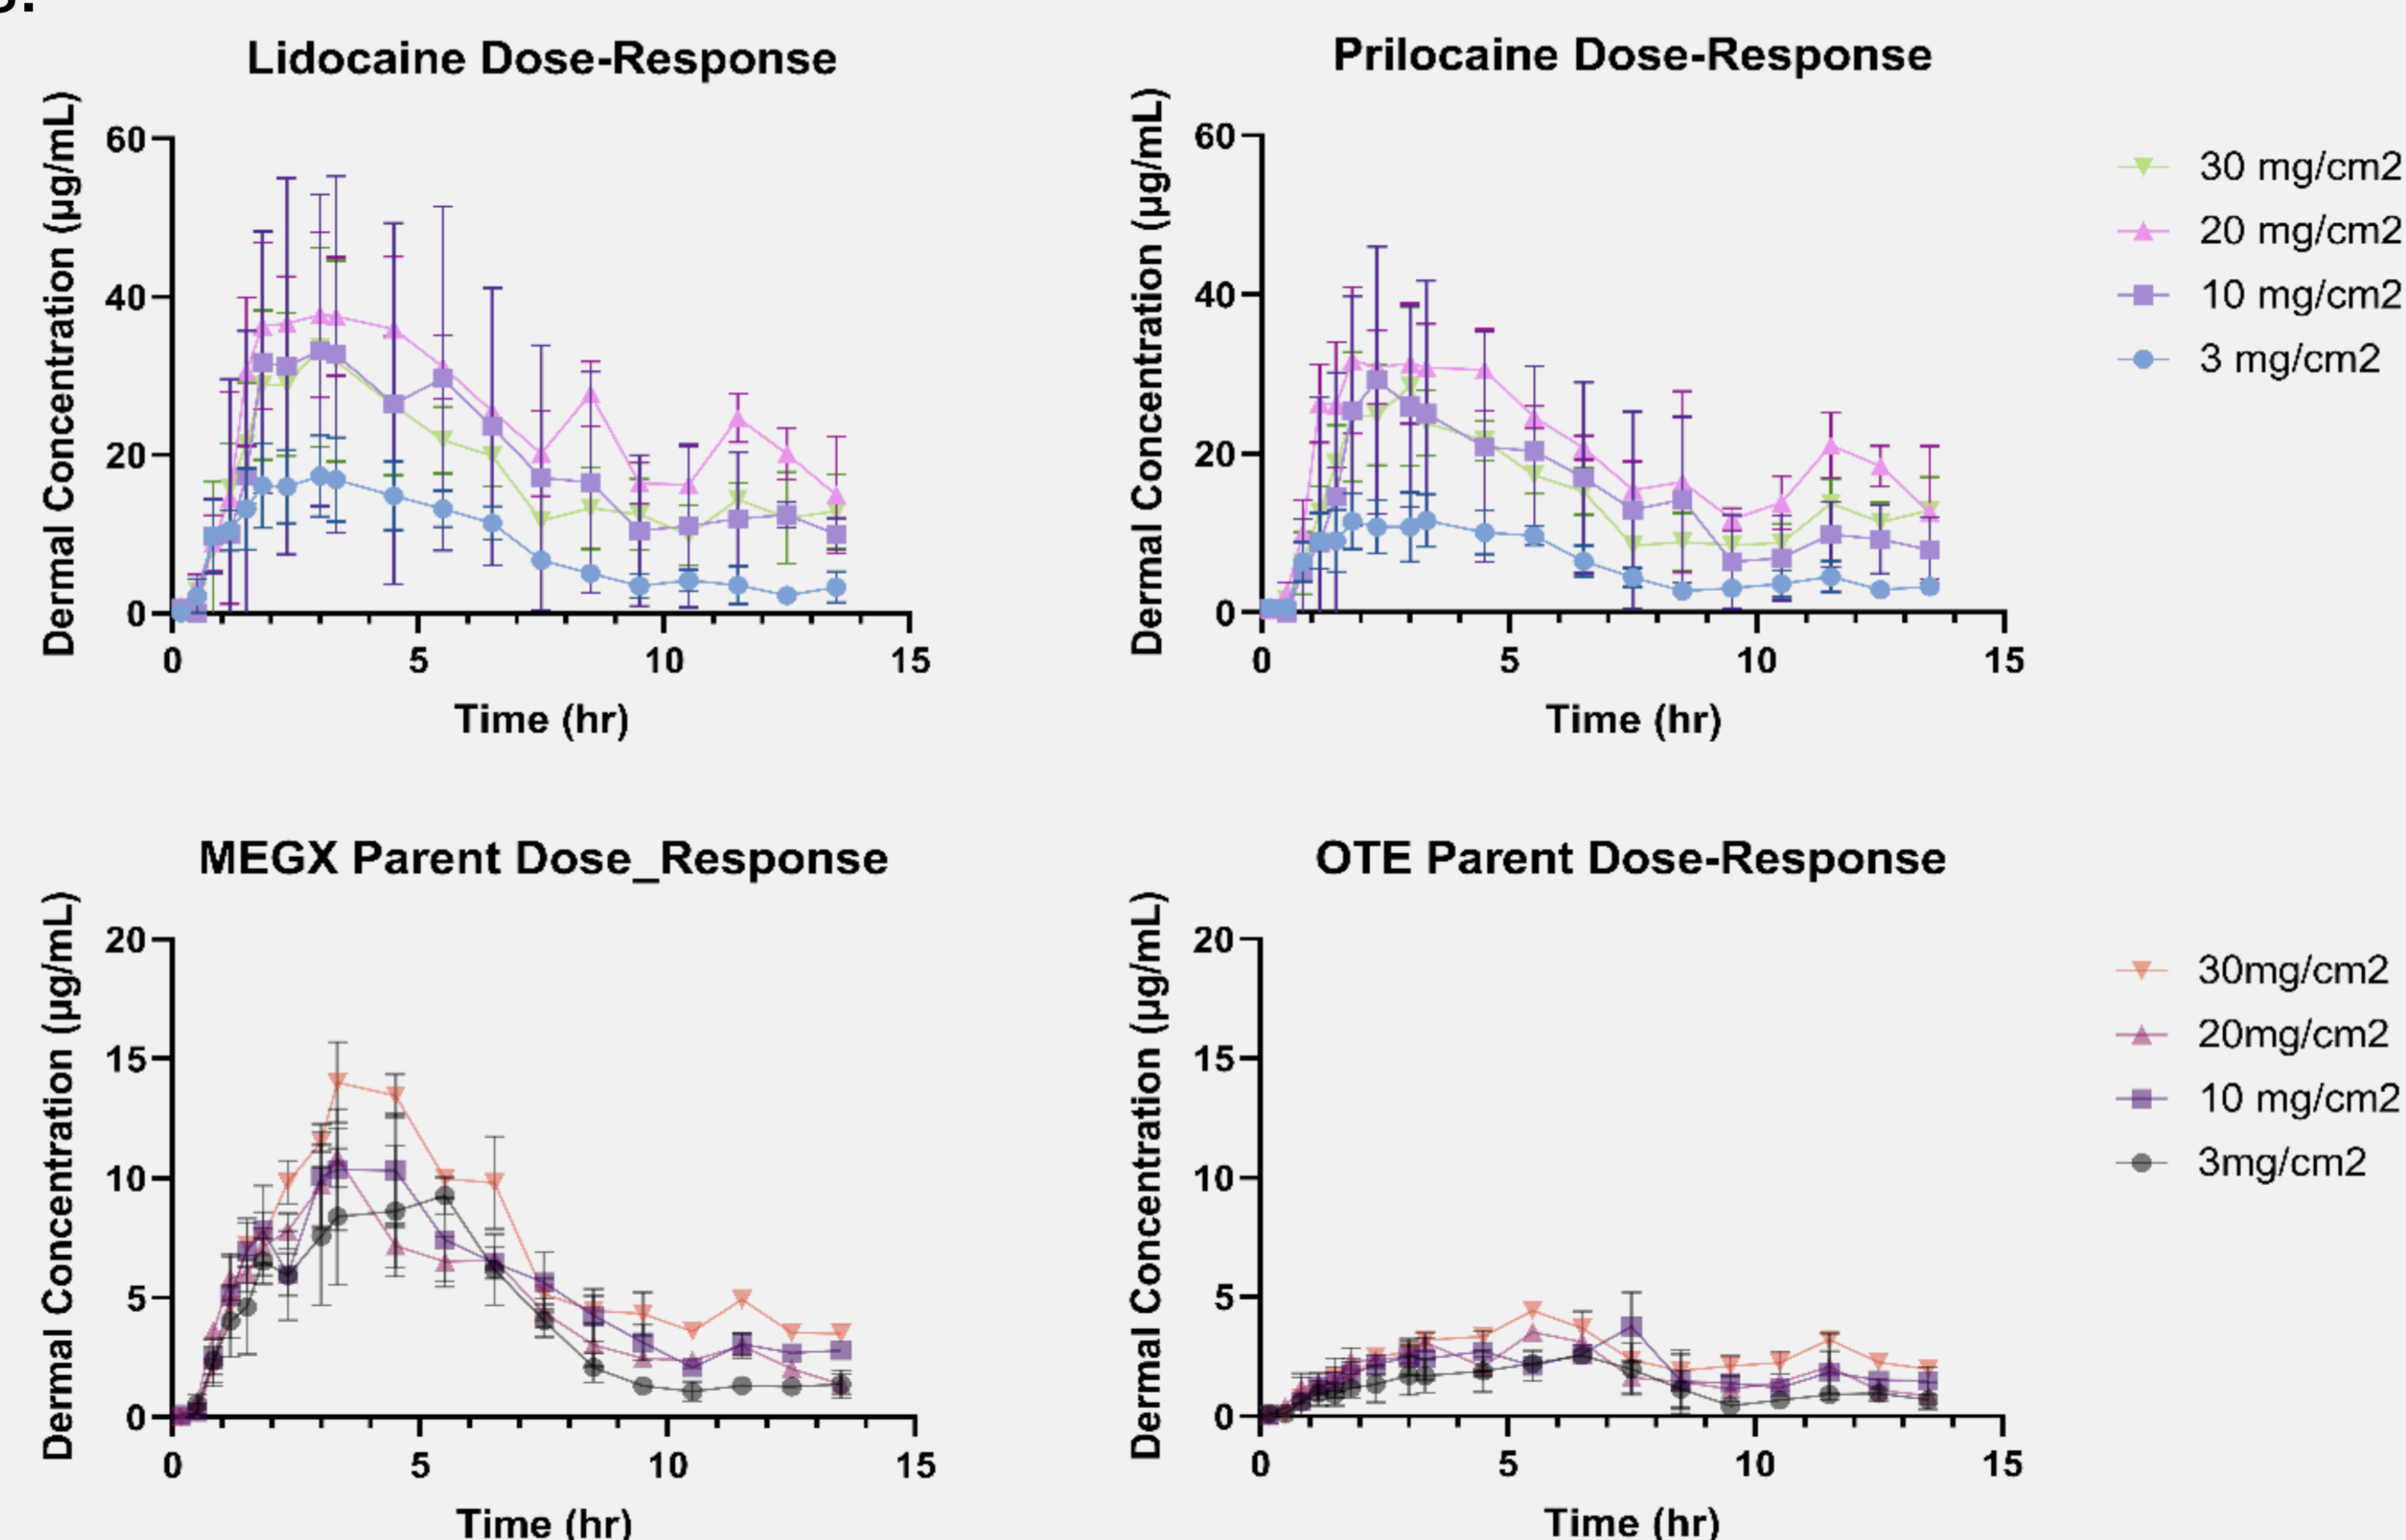 Lidocaine Dose-Response
Dermal Concentration (µg/mL)
60
40
20
0
0 5 10 15
Time (hr)
Prilocaine Dose-Response
Dermal Concentration (µg/mL)
60
40
20
0
0 5 10 15
Time (hr)
30 mg/cm2
20 mg/cm2
10 mg/cm2
3 mg/cm2
MEGX Parent Dose_Response
Dermal Concentration (µg/mL)
20
15
10
5
0
0 5 10 15
Time (hr)
OTE Parent Dose-Response
Dermal Concentration (µg/mL)
20
15
10
5
0
0 5 10 15
Time (hr)
30mg/cm2
20mg/cm2
10 mg/cm2
3mg/cm2